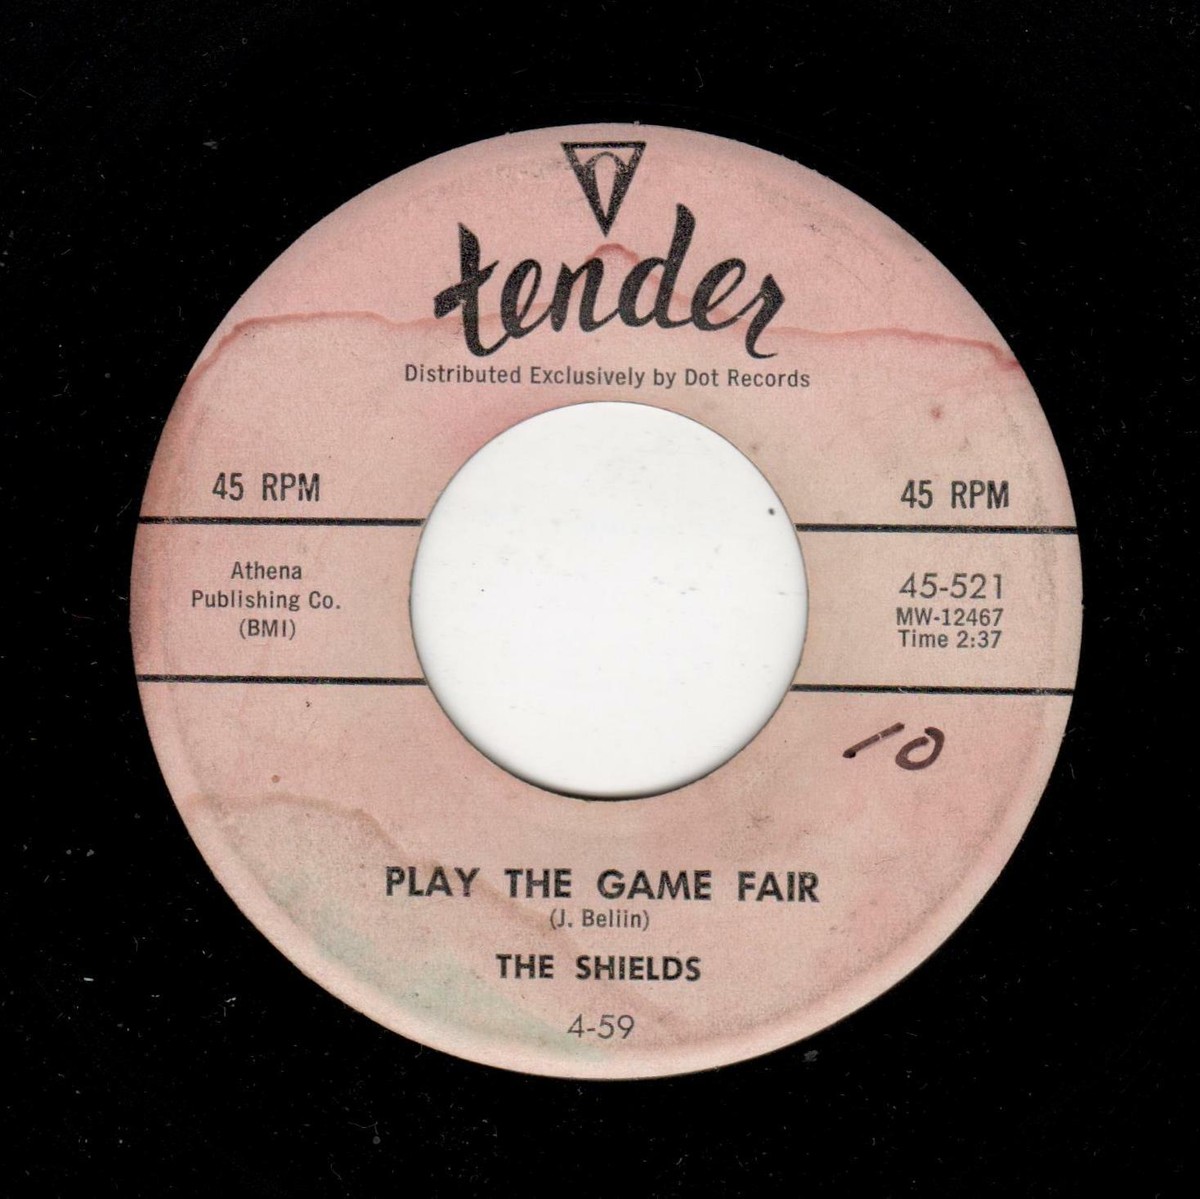 tender
Distributed Exclusively by Dot Records
45 RPM
45 RPM
Athena
Publishing Co.
(BMI)
45-521
MW-12467
Time 2:37
10
PLAY THE GAME FAIR
(J. Beliin)
THE SHIELDS
4-59